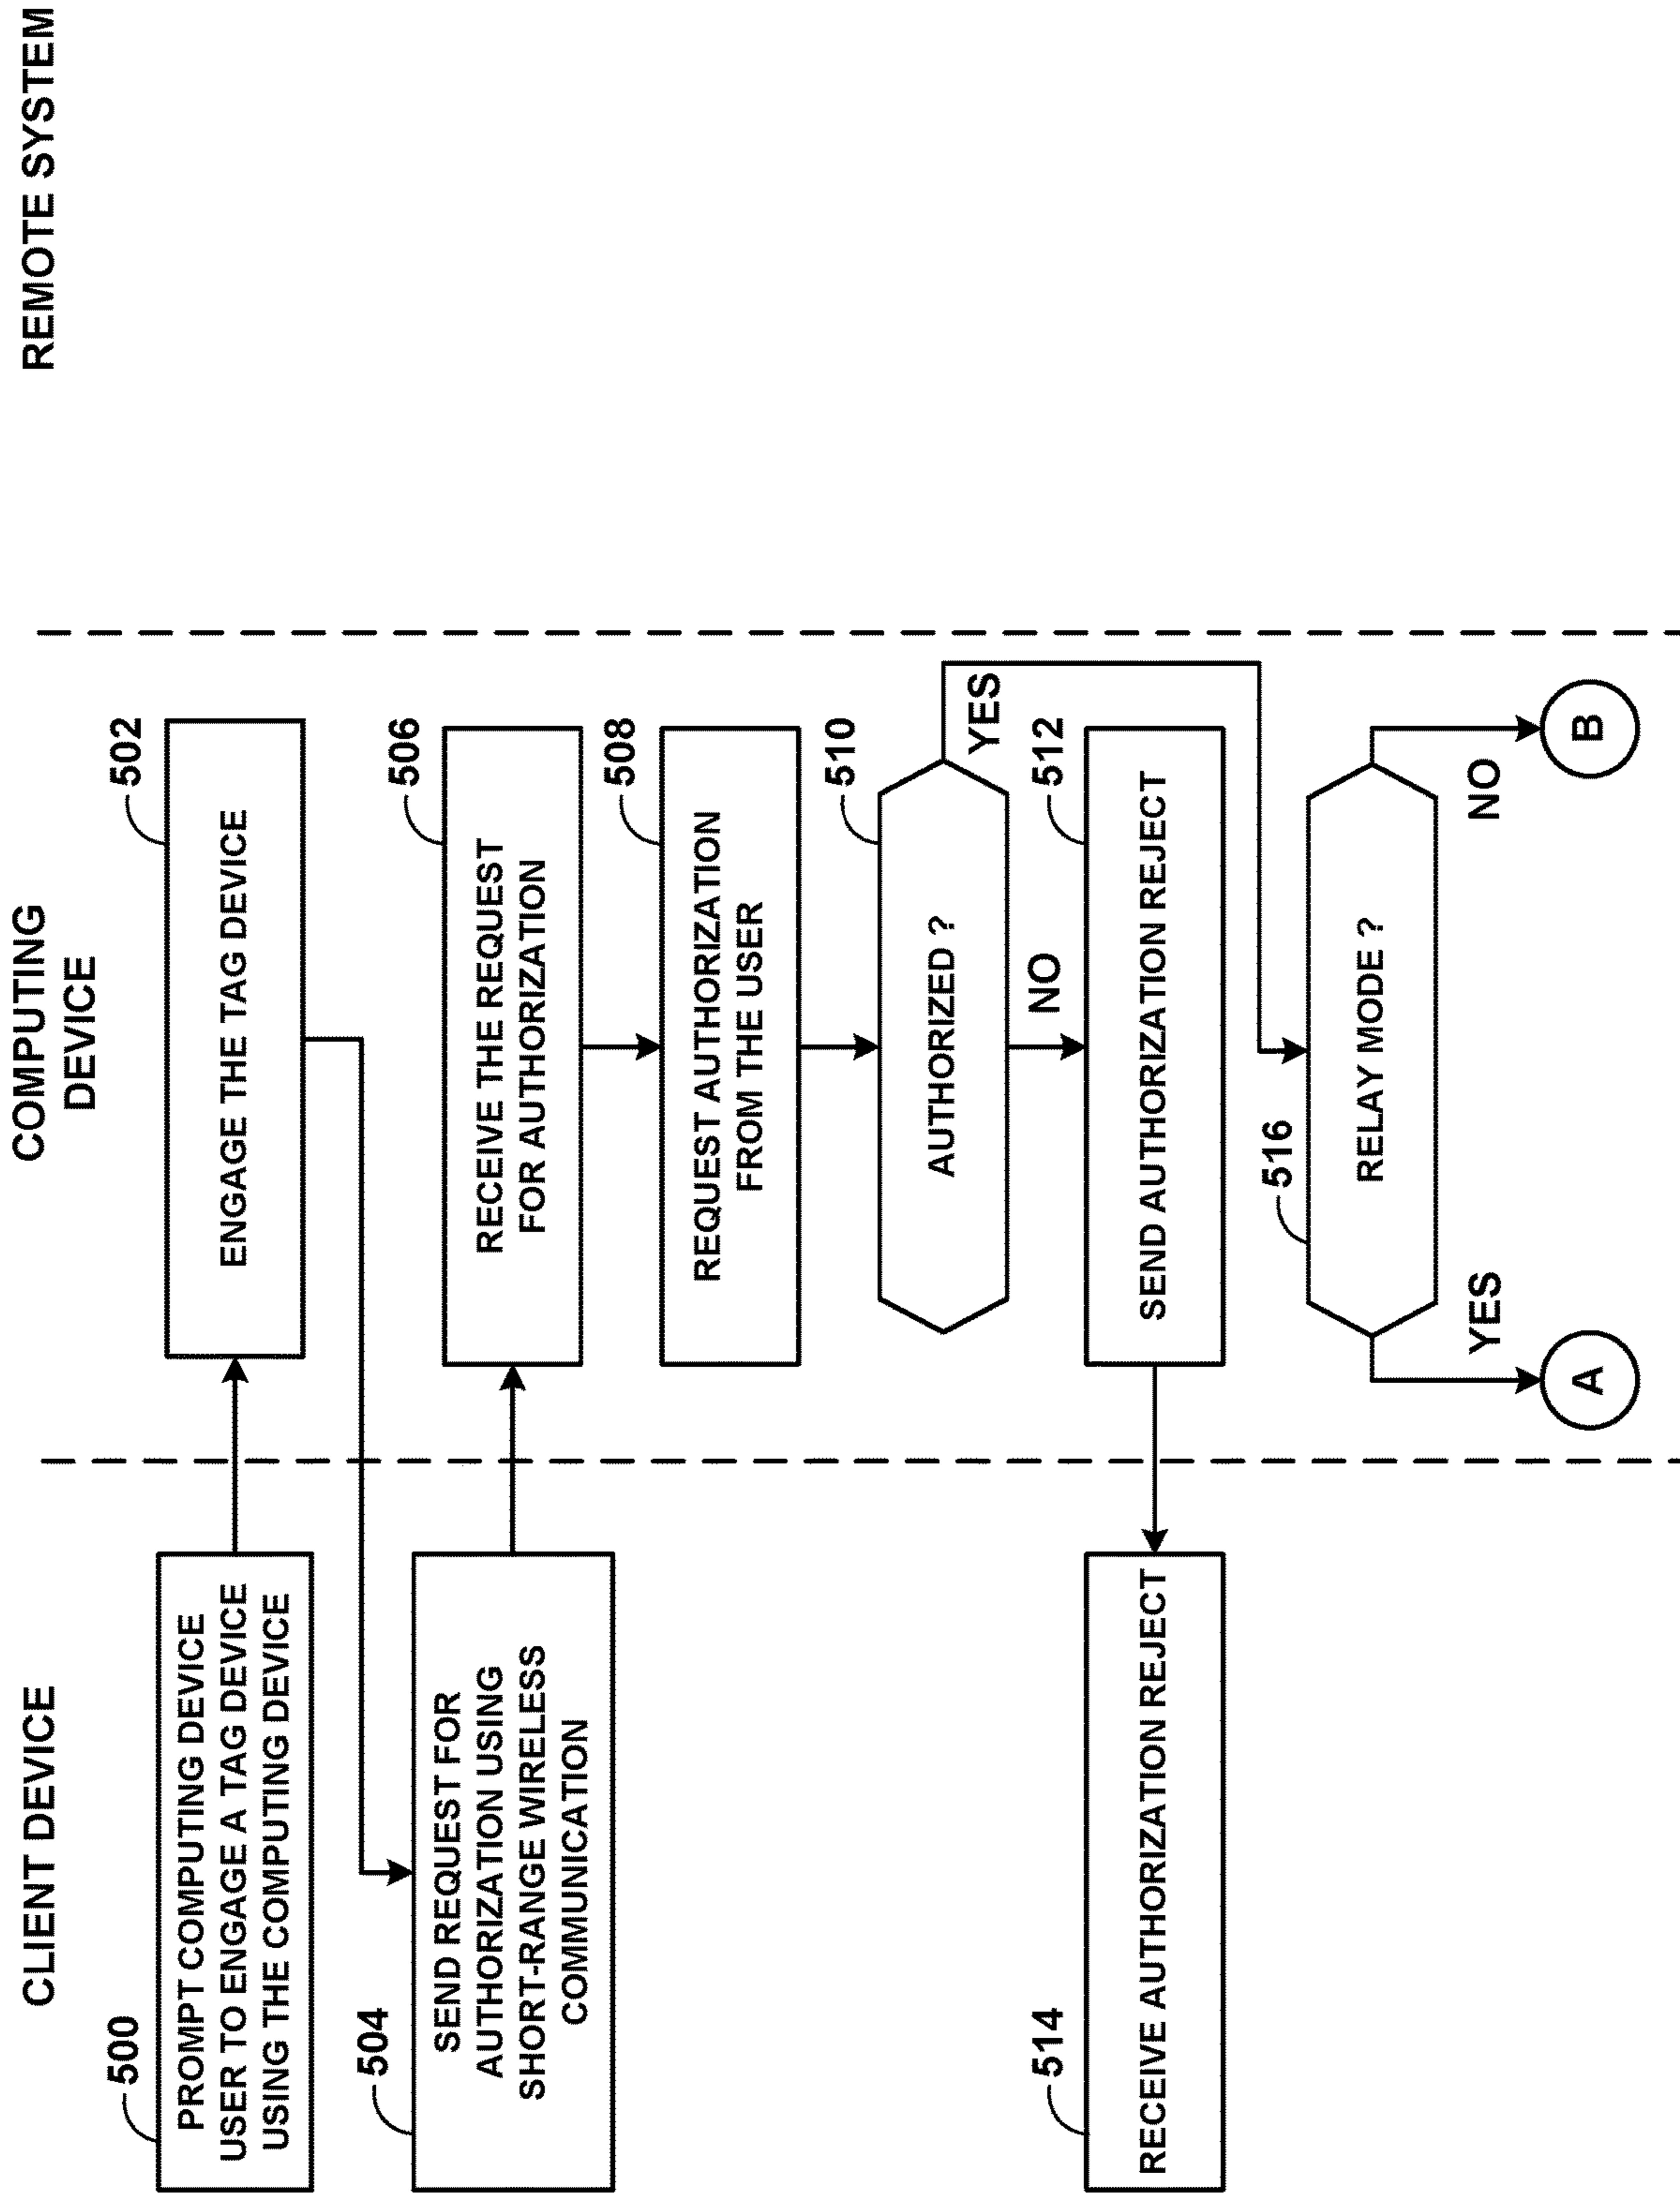 CLIENT DEVICE
COMPUTING
DEVICE
REMOTE SYSTEM
500
PROMPT COMPUTING DEVICE
USER TO ENGAGE A TAG DEVICE
USING THE COMPUTING DEVICE
502
ENGAGE THE TAG DEVICE
504
SEND REQUEST FOR
AUTHORIZATION USING
SHORT-RANGE WIRELESS
COMMUNICATION
506
RECEIVE THE REQUEST
FOR AUTHORIZATION
508
REQUEST AUTHORIZATION
FROM THE USER
510
AUTHORIZED ?
YES
NO
512
SEND AUTHORIZATION REJECT
514
RECEIVE AUTHORIZATION REJECT
516
RELAY MODE ?
YES
NO
A
B